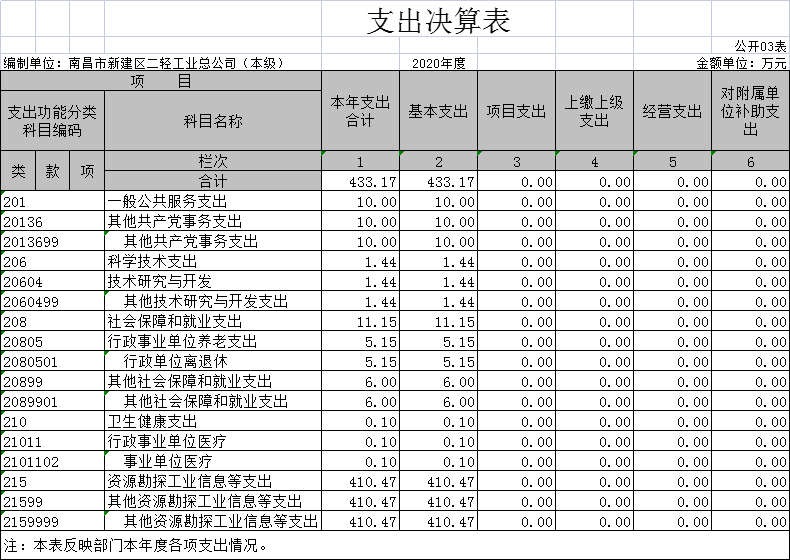 支出决算表
公开03表
编制单位：南昌市新建区二轻工业总公司（本级） 2020年度 金额单位：万元
项 目 本年支出合计 基本支出 项目支出 上缴上级支出 经营支出 对附属单位补助支出
支出功能分类科目编码 科目名称
类 款 项 栏次 1 2 3 4 5 6
合计 433.17 433.17 0.00 0.00 0.00 0.00
201 一般公共服务支出 10.00 10.00 0.00 0.00 0.00 0.00
20136 其他共产党事务支出 10.00 10.00 0.00 0.00 0.00 0.00
2013699 其他共产党事务支出 10.00 10.00 0.00 0.00 0.00 0.00
206 科学技术支出 1.44 1.44 0.00 0.00 0.00 0.00
20604 技术研究与开发 1.44 1.44 0.00 0.00 0.00 0.00
2060499 其他技术研究与开发支出 1.44 1.44 0.00 0.00 0.00 0.00
208 社会保障和就业支出 11.15 11.15 0.00 0.00 0.00 0.00
20805 行政事业单位养老支出 5.15 5.15 0.00 0.00 0.00 0.00
2080501 行政单位离退休 5.15 5.15 0.00 0.00 0.00 0.00
20899 其他社会保障和就业支出 6.00 6.00 0.00 0.00 0.00 0.00
2089901 其他社会保障和就业支出 6.00 6.00 0.00 0.00 0.00 0.00
210 卫生健康支出 0.10 0.10 0.00 0.00 0.00 0.00
21011 行政事业单位医疗 0.10 0.10 0.00 0.00 0.00 0.00
2101102 事业单位医疗 0.10 0.10 0.00 0.00 0.00 0.00
215 资源勘探工业信息等支出 410.47 410.47 0.00 0.00 0.00 0.00
21599 其他资源勘探工业信息等支出 410.47 410.47 0.00 0.00 0.00 0.00
2159999 其他资源勘探工业信息等支出 410.47 410.47 0.00 0.00 0.00 0.00
注：本表反映部门本年度各项支出情况。